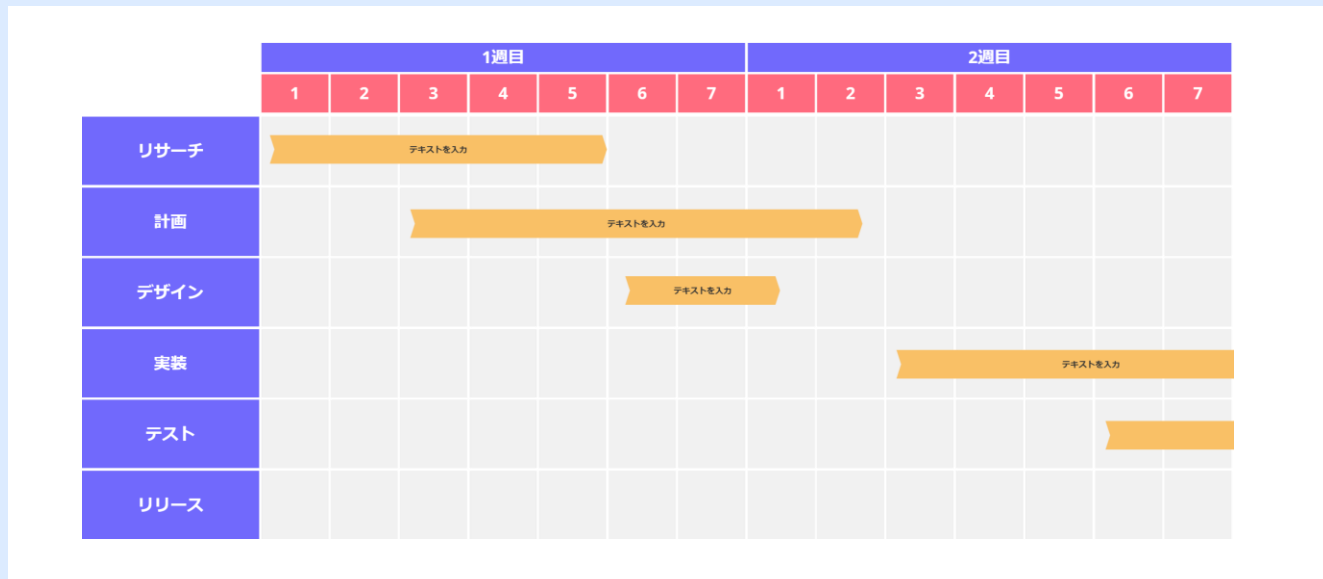 1週目 2週目
1 2 3 4 5 6 7 1 2 3 4 5 6 7
リサーチ テキストを入力
計画 テキストを入力
デザイン テキストを入力
実装 テキストを入力
テスト
リリース